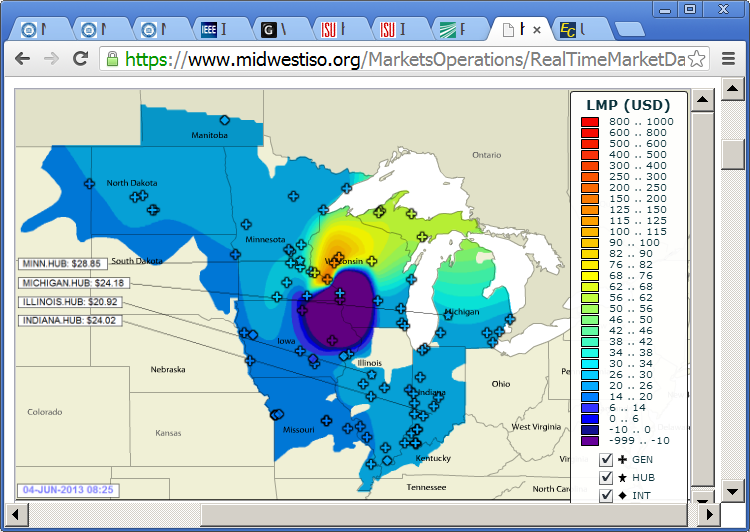 IEEE I
G W
ISU H
ISU I
F
EC
https://www.midwestiso.org/MarketsOperations/RealTimeMarketDa
LMP (USD)
800 .. 1000
600 .. 800
500 .. 600
400 .. 500
300 .. 400
250 .. 300
200 .. 250
150 .. 200
125 .. 150
115 .. 125
100 .. 115
90 .. 100
82 .. 90
76 .. 82
68 .. 76
62 .. 68
56 .. 62
50 .. 56
46 .. 50
42 .. 46
38 .. 42
34 .. 38
30 .. 34
26 .. 30
20 .. 26
14 .. 20
6 .. 14
0 .. 6
-10 .. 0
-999 .. -10
GEN
HUB
INT
Manitoba
Ontario
North Dakota
Minnesota
South Dakota
Wisconsin
MINN.HUB: $28.85
MICHIGAN.HUB: $24.18
ILLINOIS.HUB: $20.92
INDIANA.HUB: $24.02
Michigan
Iowa
Illinois
Nebraska
Ohio
Indiana
Colorado
Kansas
Missouri
West Virginia
Kentucky
Tennessee
North Carol
04-JUN-2013 08:25